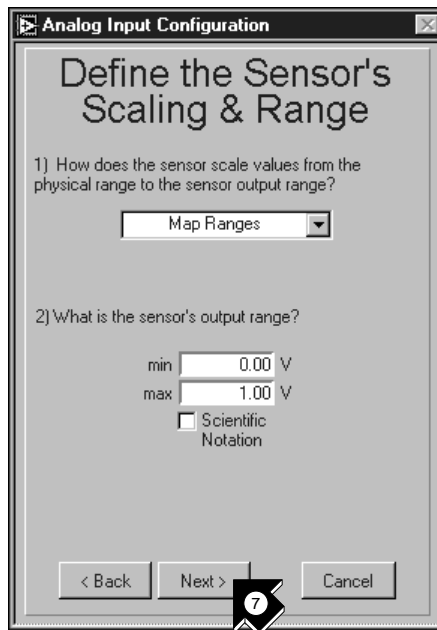 Analog Input Configuration
Define the Sensor's
Scaling & Range
1) How does the sensor scale values from the
physical range to the sensor output range?
Map Ranges
2) What is the sensor's output range?
min 0.00 V
max 1.00 V
Scientific
Notation
< Back Next > Cancel
7